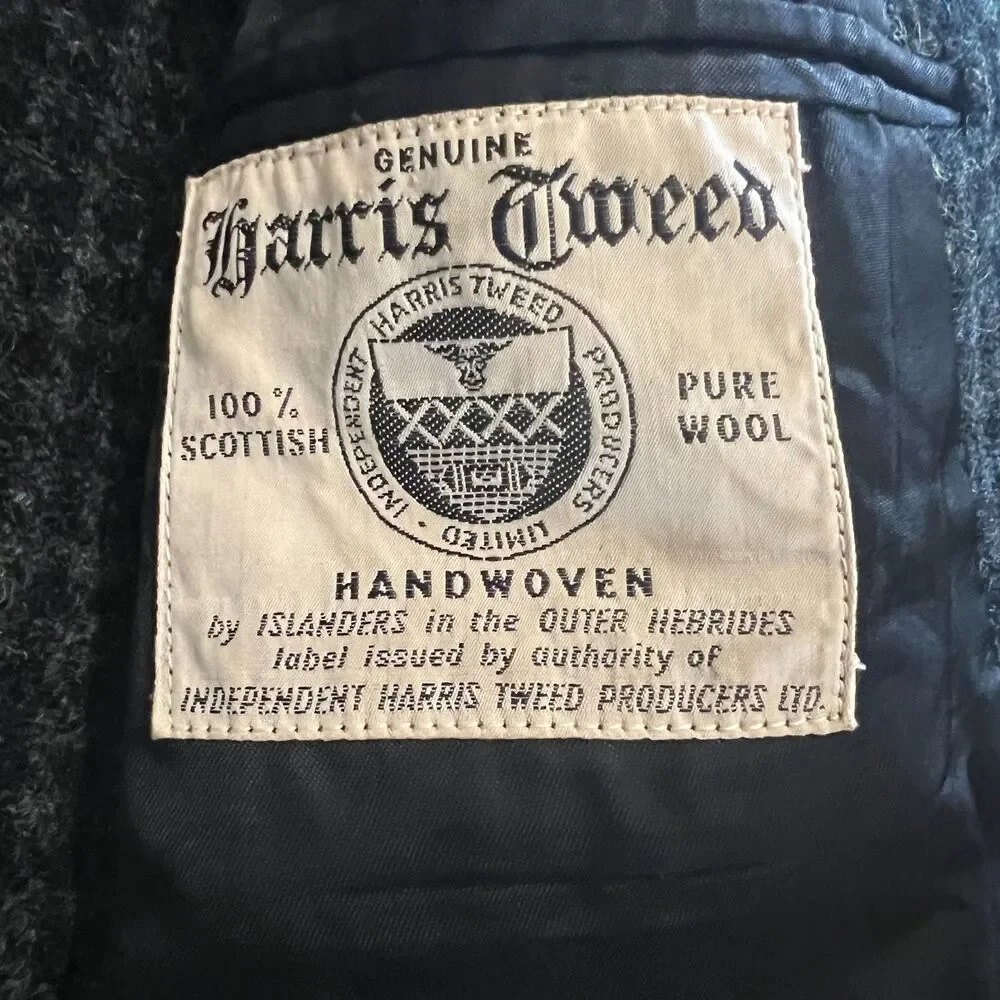 GENUINE
Harris Tweed
INDEPENDENT HARRIS TWEED PRODUCERS LIMITED ·
100 %
SCOTTISH
PURE
WOOL
HANDWOVEN
by ISLANDERS in the OUTER HEBRIDES
label issued by authority of
INDEPENDENT HARRIS TWEED PRODUCERS LTD.